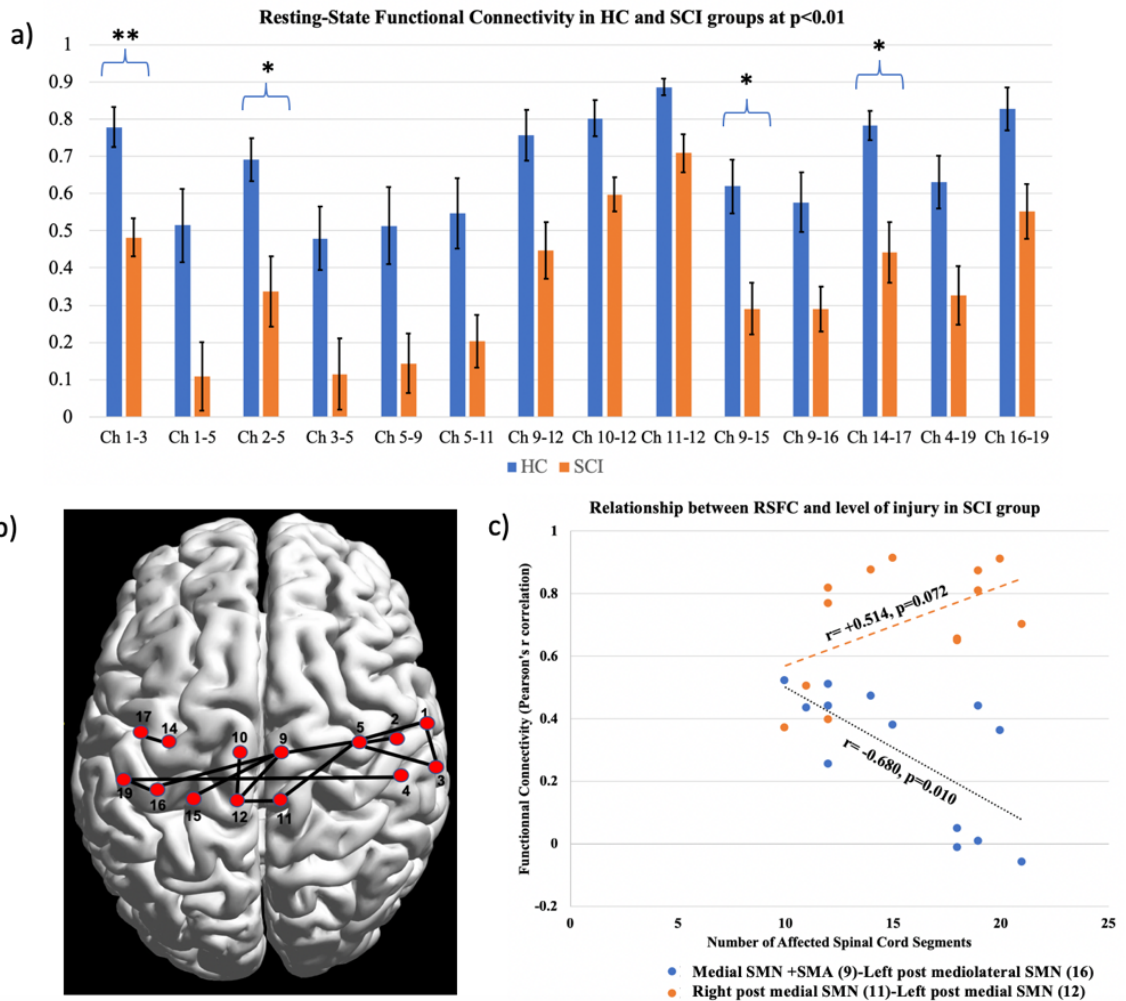 a)
Resting-State Functional Connectivity in HC and SCI groups at p<0.01
1
0.9
0.8
0.7
0.6
0.5
0.4
0.3
0.2
0.1
0
**
*
*
*
Ch 1-3 Ch 1-5 Ch 2-5 Ch 3-5 Ch 5-9 Ch 5-11 Ch 9-12 Ch 10-12 Ch 11-12 Ch 9-15 Ch 9-16 Ch 14-17 Ch 4-19 Ch 16-19
HC SCI
b)
17
14
10
9
5
2
1
3
4
19
16
15
12
11
c)
Relationship between RSFC and level of injury in SCI group
Functionnal Connectivity (Pearson's r correlation)
1
0.8
0.6
0.4
0.2
0
-0.2
r= +0.514, p=0.072
r= -0.680, p=0.010
0 5 10 15 20 25
Number of Affected Spinal Cord Segments
Medial SMN +SMA (9)-Left post mediolateral SMN (16)
Right post medial SMN (11)-Left post medial SMN (12)